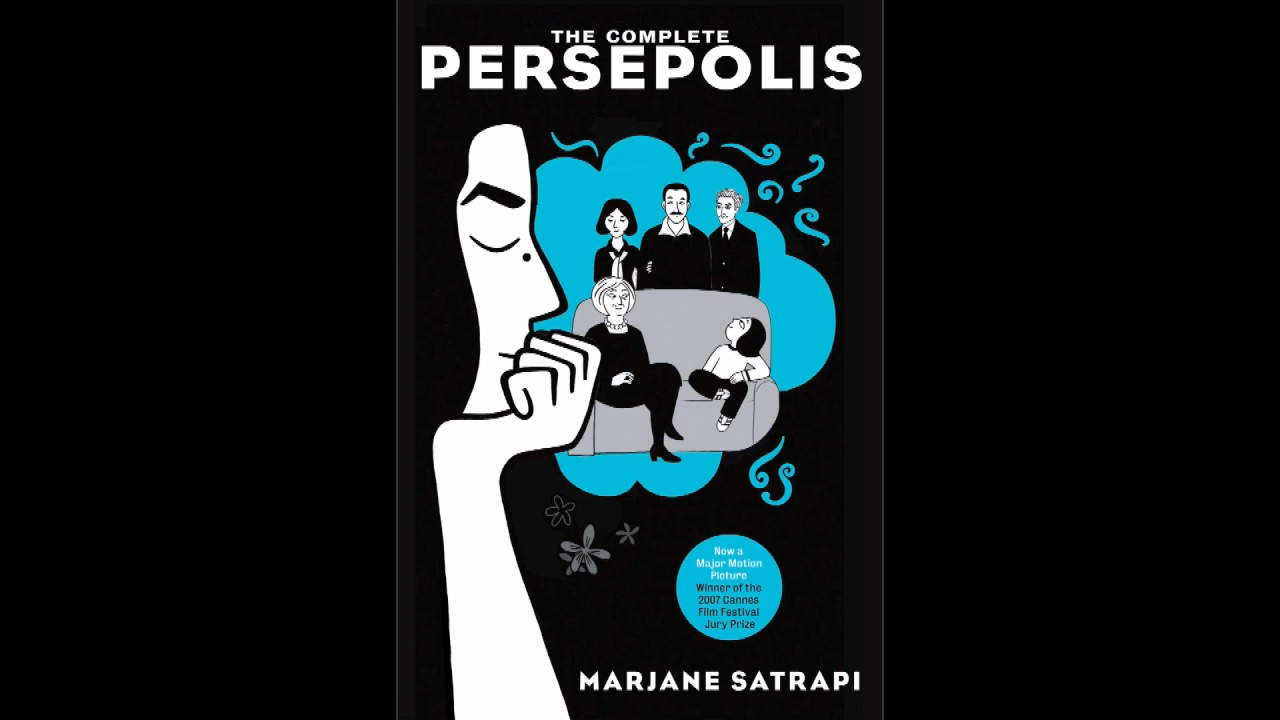 THE COMPLETE
PERSEPOLIS
Now a
Major Motion
Picture
Winner of the
2007 Cannes
Film Festival
Jury Prize
MARJANE SATRAPI